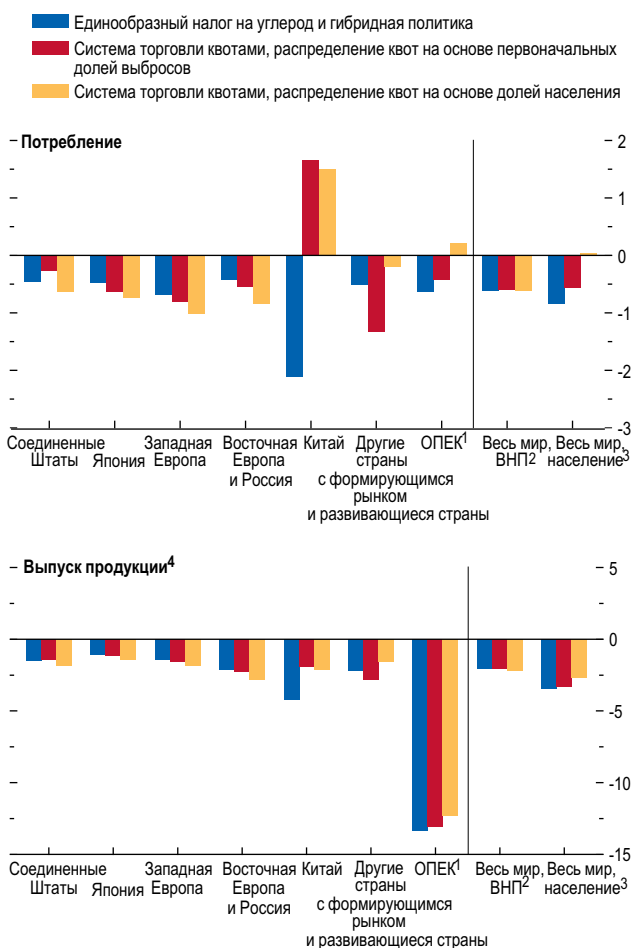 Единообразный налог на углерод и гибридная политика
Система торговли квотами, распределение квот на основе первоначальных
долей выбросов
Система торговли квотами, распределение квот на основе долей населения
Потребление
2
1
0
-1
-2
-3
Соединенные
Штаты
Япония
Западная
Европа
Восточная
Европа
и Россия
Китай
Другие
страны
с формирующимся
рынком
и развивающиеся страны
ОПЕК1
Весь мир,
ВНП2
Весь мир,
население3
Выпуск продукции4
5
0
-5
-10
-15
Соединенные
Штаты
Япония
Западная
Европа
Восточная
Европа
и Россия
Китай
Другие
страны
с формирующимся
рынком
и развивающиеся страны
ОПЕК1
Весь мир,
ВНП2
Весь мир,
население3